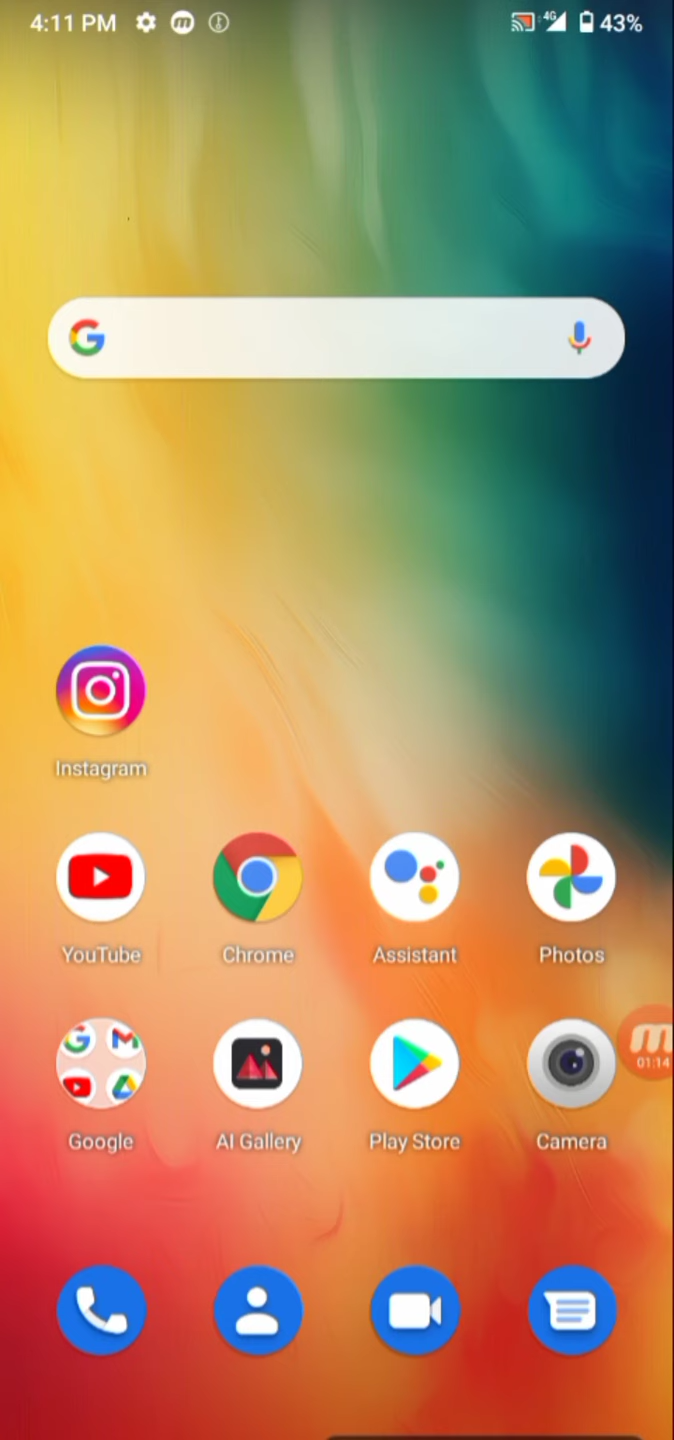 4:11 PM 4G 43%
Instagram
YouTube Chrome Assistant Photos
01:14
Google AI Gallery Play Store Camera